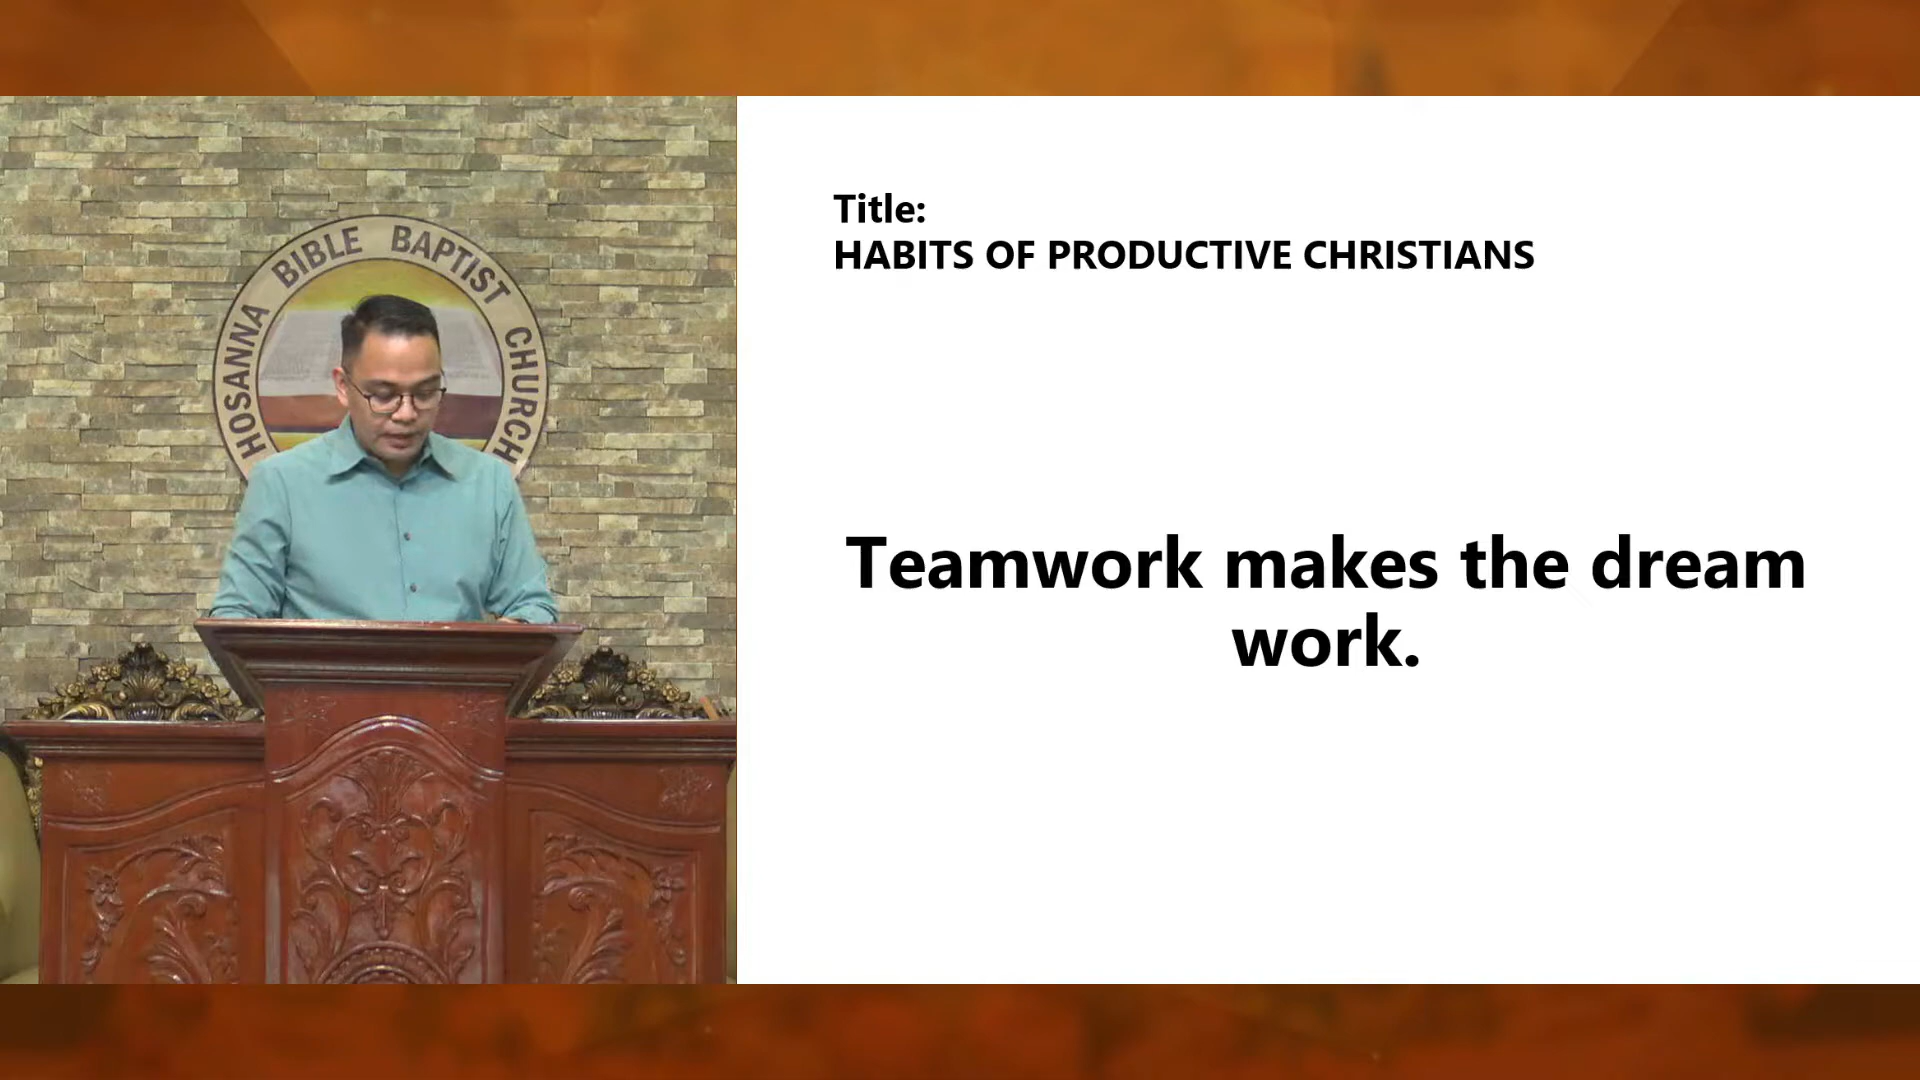 HOSANNA BIBLE BAPTIST CHURCH
Title:
HABITS OF PRODUCTIVE CHRISTIANS
Teamwork makes the dream
work.